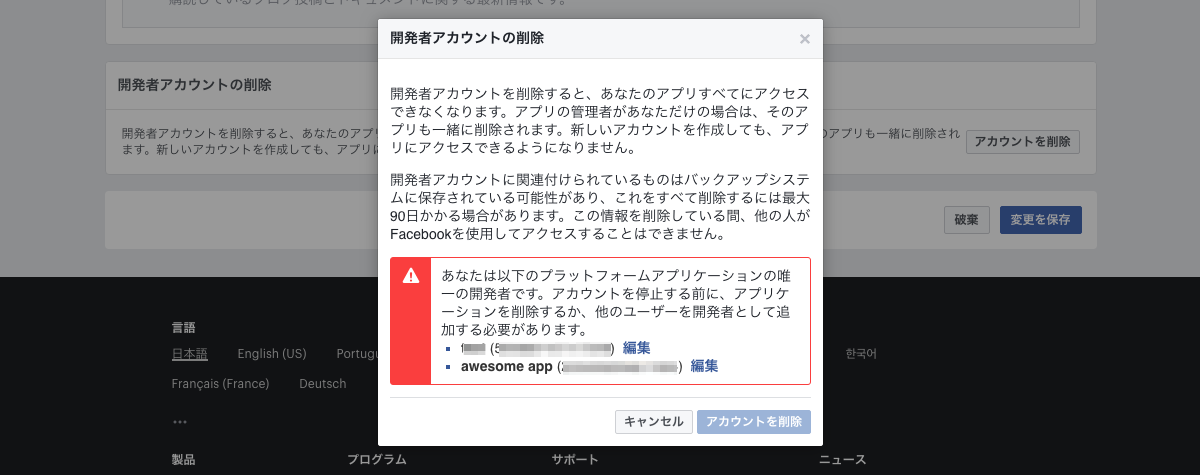 購読しているブログ投稿とドキュメントに関する最新情報です。
開発者アカウントの削除
開発者アカウントを削除すると、あなたのアプリすべてにアクセス
できなくなります。アプリの管理者があなただけの場合は、そのア
プリも一緒に削除されます。新しいアカウントを作成しても、アプ
リにアクセスできるようになりません。
開発者アカウントに関連付けられているものはバックアップシステ
ムに保存されている可能性があり、これをすべて削除するには最大
90日かかる場合があります。この情報を削除している間、他の人が
Facebookを使用してアクセスすることはできません。
あなたは以下のプラットフォームアプリケーションの唯
一の開発者です。アカウントを停止する前に、アプリケ
ーションを削除するか、他のユーザーを開発者として追
加する必要があります。
編集
awesome app 編集
キャンセル アカウントを削除
開発者アカウントの削除
開発者アカウントを削除すると、あなたのアプリ のアプリも一緒に削除され
ます。新しいアカウントを作成しても、アプリに
アカウントを削除
破棄 変更を保存
言語
日本語 English (US) 한국어
Français (France) Deutsch
...
製品 プログラム サポート ニュース